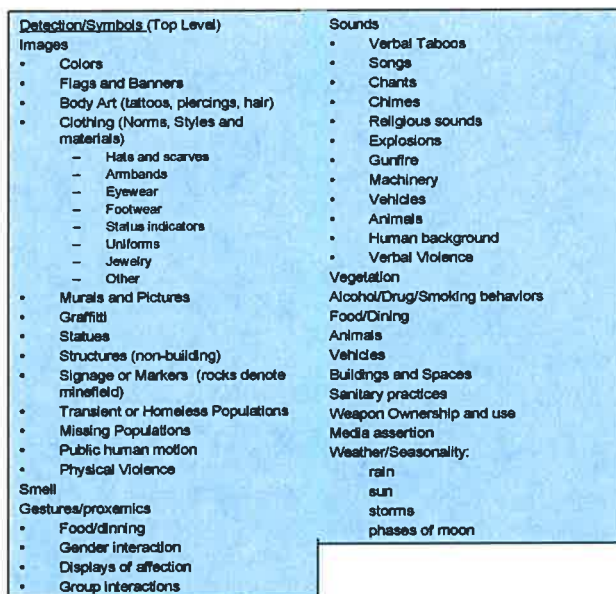 Detection/Symbols (Top Level)
Images
• Colors
• Flags and Banners
• Body Art (tattoos, piercings, hair)
• Clothing (Norms, Styles and
materials)
– Hats and scarves
– Armbands
– Eyewear
– Footwear
– Status indicators
– Uniforms
– Jewelry
– Other
• Murals and Pictures
• Graffitti
• Statues
• Structures (non-building)
• Signage or Markers (rocks denote
minefield)
• Transient or Homeless Populations
• Missing Populations
• Public human motion
• Physical Violence
Smell
Gestures/proxemics
• Food/dinning
• Gender interaction
• Displays of affection
• Group interactions
Sounds
• Verbal Taboos
• Songs
• Chants
• Chimes
• Religious sounds
• Explosions
• Gunfire
• Machinery
• Vehicles
• Animals
• Human background
• Verbal Violence
Vegetation
Alcohol/Drug/Smoking behaviors
Food/Dining
Animals
Vehicles
Buildings and Spaces
Sanitary practices
Weapon Ownership and use
Media assertion
Weather/Seasonality:
rain
sun
storms
phases of moon